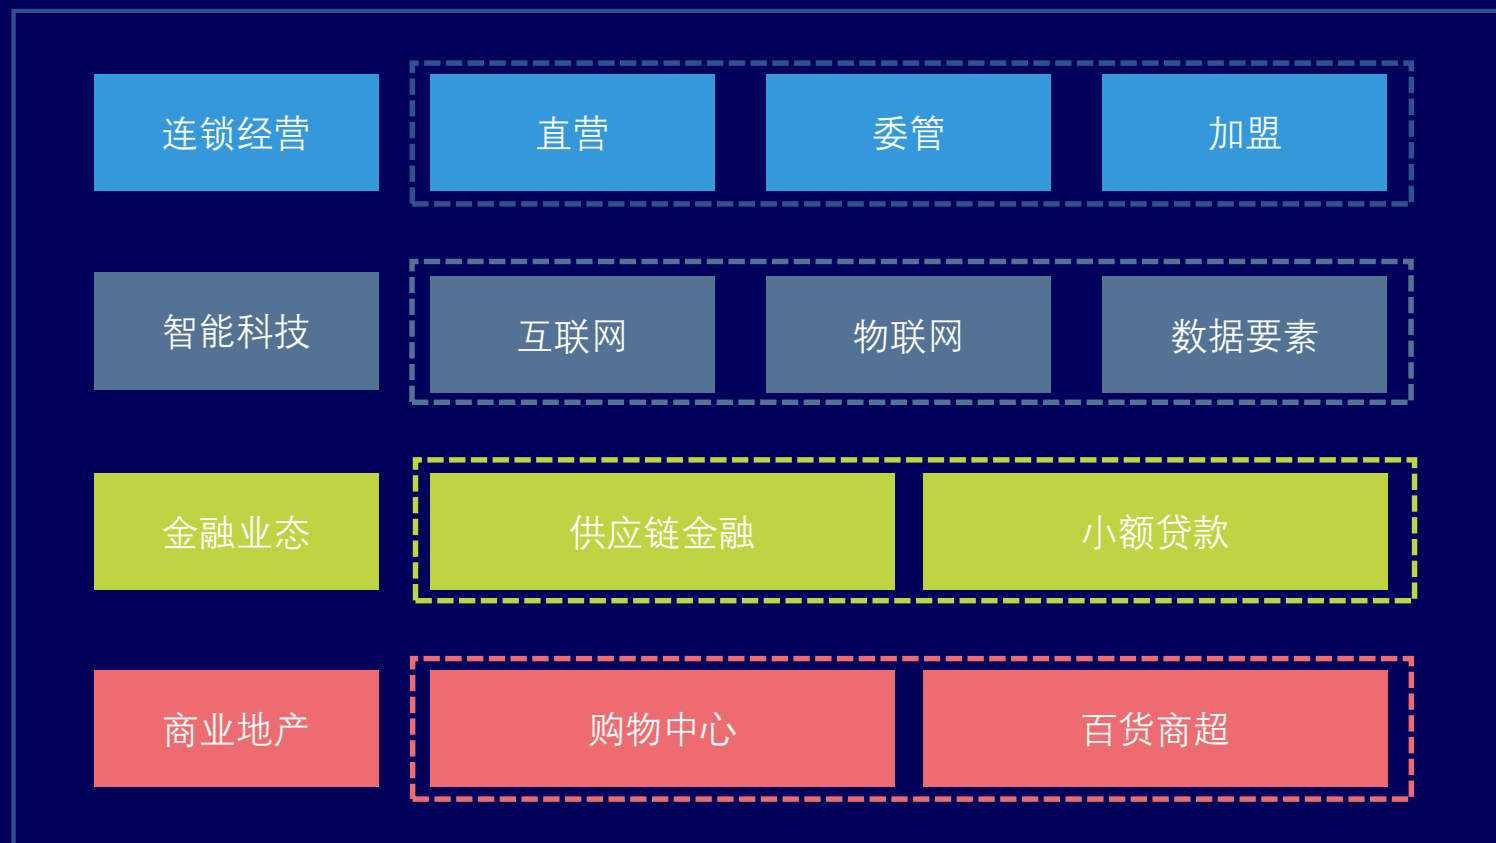 连锁经营
直营
委管
加盟
智能科技
互联网
物联网
数据要素
金融业态
供应链金融
小额贷款
商业地产
购物中心
百货商超